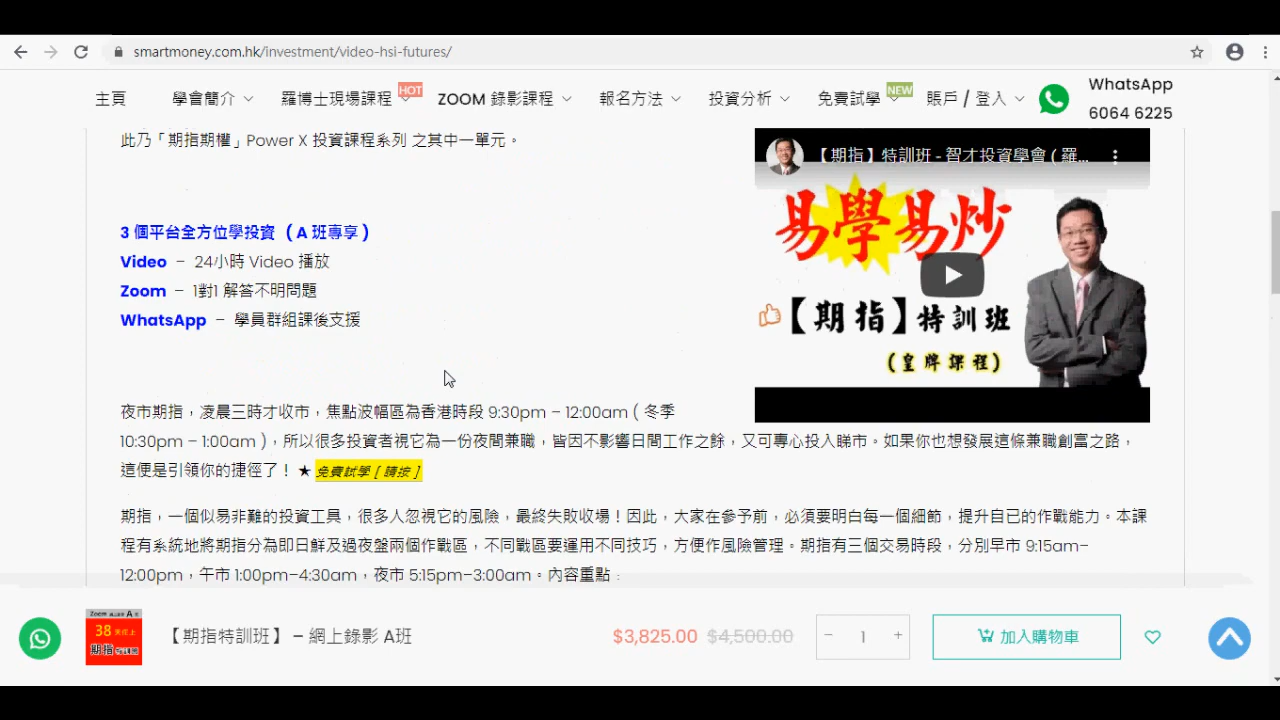 smartmoney.com.hk/investment/video-hsi-futures/
主頁 學會簡介 羅博士現場課程 HOT ZOOM 錄影課程 報名方法 投資分析 免費試學 NEW 賬戶 / 登入 WhatsApp 6064 6225
此乃「期指期權」Power X 投資課程系列 之其中一單元。
【期指】特訓班 - 智才投資學會 ( 羅...
易學易炒
【期指】特訓班
(皇牌課程)
3 個平台全方位學投資 ( A 班專享 )
Video – 24小時 Video 播放
Zoom – 1對1 解答不明問題
WhatsApp – 學員群組課後支援
夜市期指，凌晨三時才收市，焦點波幅區為香港時段 9:30pm – 12:00am ( 冬季
10:30pm – 1:00am )，所以很多投資者視它為一份夜間兼職，皆因不影響日間工作之餘，又可專心投入睇市。如果你也想發展這條兼職創富之路，
這便是引領你的捷徑了！ ★ 免費試學 [ 請按 ]
期指，一個似易非難的投資工具，很多人忽視它的風險，最終失敗收場！因此，大家在參予前，必須要明白每一個細節，提升自已的作戰能力。本課
程有系統地將期指分為即日鮮及過夜盤兩個作戰區，不同戰區要運用不同技巧，方便作風險管理。期指有三個交易時段，分別早市 9:15am–
12:00pm，午市 1:00pm–4:30am，夜市 5:15pm–3:00am。內容重點﹕
38
期指
【期指特訓班】 – 網上錄影 A班
$3,825.00 $4,500.00
− 1 +
加入購物車